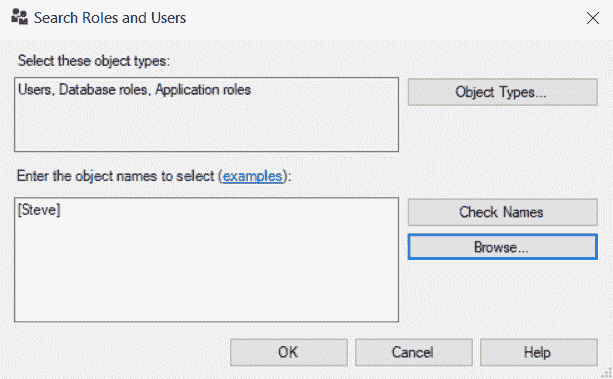 Search Roles and Users
Select these object types:
Users, Database roles, Application roles
Object Types...
Enter the object names to select (examples):
[Steve]
Check Names
Browse...
OK
Cancel
Help